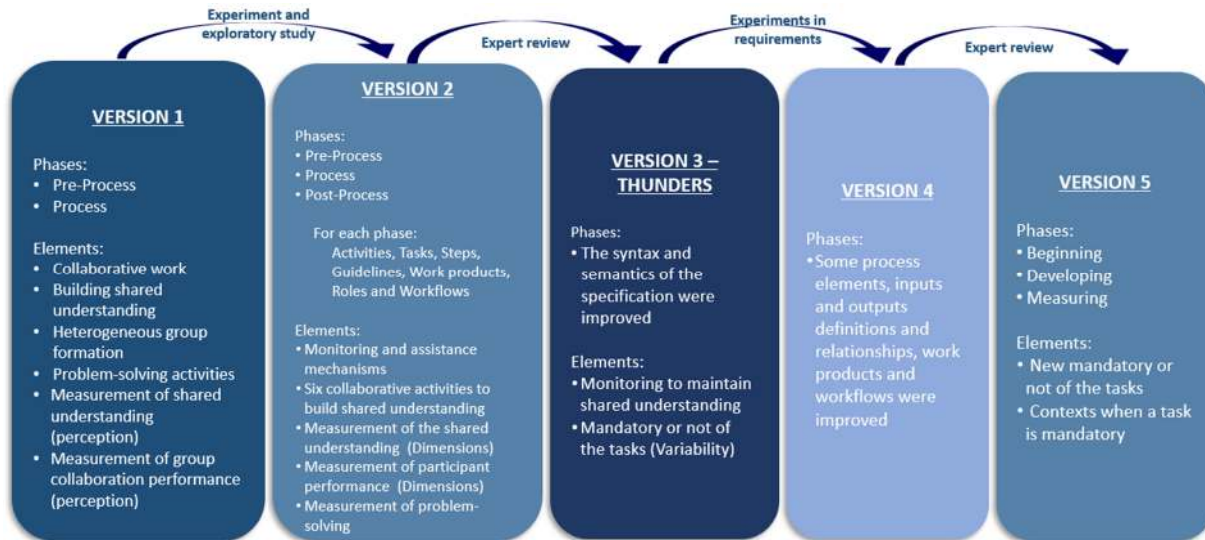 Experiment and
exploratory study
Expert review
Experiments in
requirements
Expert review
VERSION 1
Phases:
• Pre-Process
• Process
Elements:
• Collaborative work
• Building shared
understanding
• Heterogeneous group
formation
• Problem-solving activities
• Measurement of shared
understanding
(perception)
• Measurement of group
collaboration performance
(perception)
VERSION 2
Phases:
• Pre-Process
• Process
• Post-Process
For each phase:
Activities, Tasks, Steps,
Guidelines, Work products,
Roles and Workflows
Elements:
• Monitoring and assistance
mechanisms
• Six collaborative activities to
build shared understanding
• Measurement of the shared
understanding (Dimensions)
• Measurement of participant
performance (Dimensions)
• Measurement of problem-
solving
VERSION 3 –
THUNDERS
Phases:
• The syntax and
semantics of the
specification were
improved
Elements:
• Monitoring to maintain
shared understanding
• Mandatory or not of
the tasks (Variability)
VERSION 4
Phases:
• Some process
elements, inputs
and outputs
definitions and
relationships, work
products and
workflows were
improved
VERSION 5
Phases:
• Beginning
• Developing
• Measuring
Elements:
• New mandatory or
not of the tasks
• Contexts when a task
is mandatory